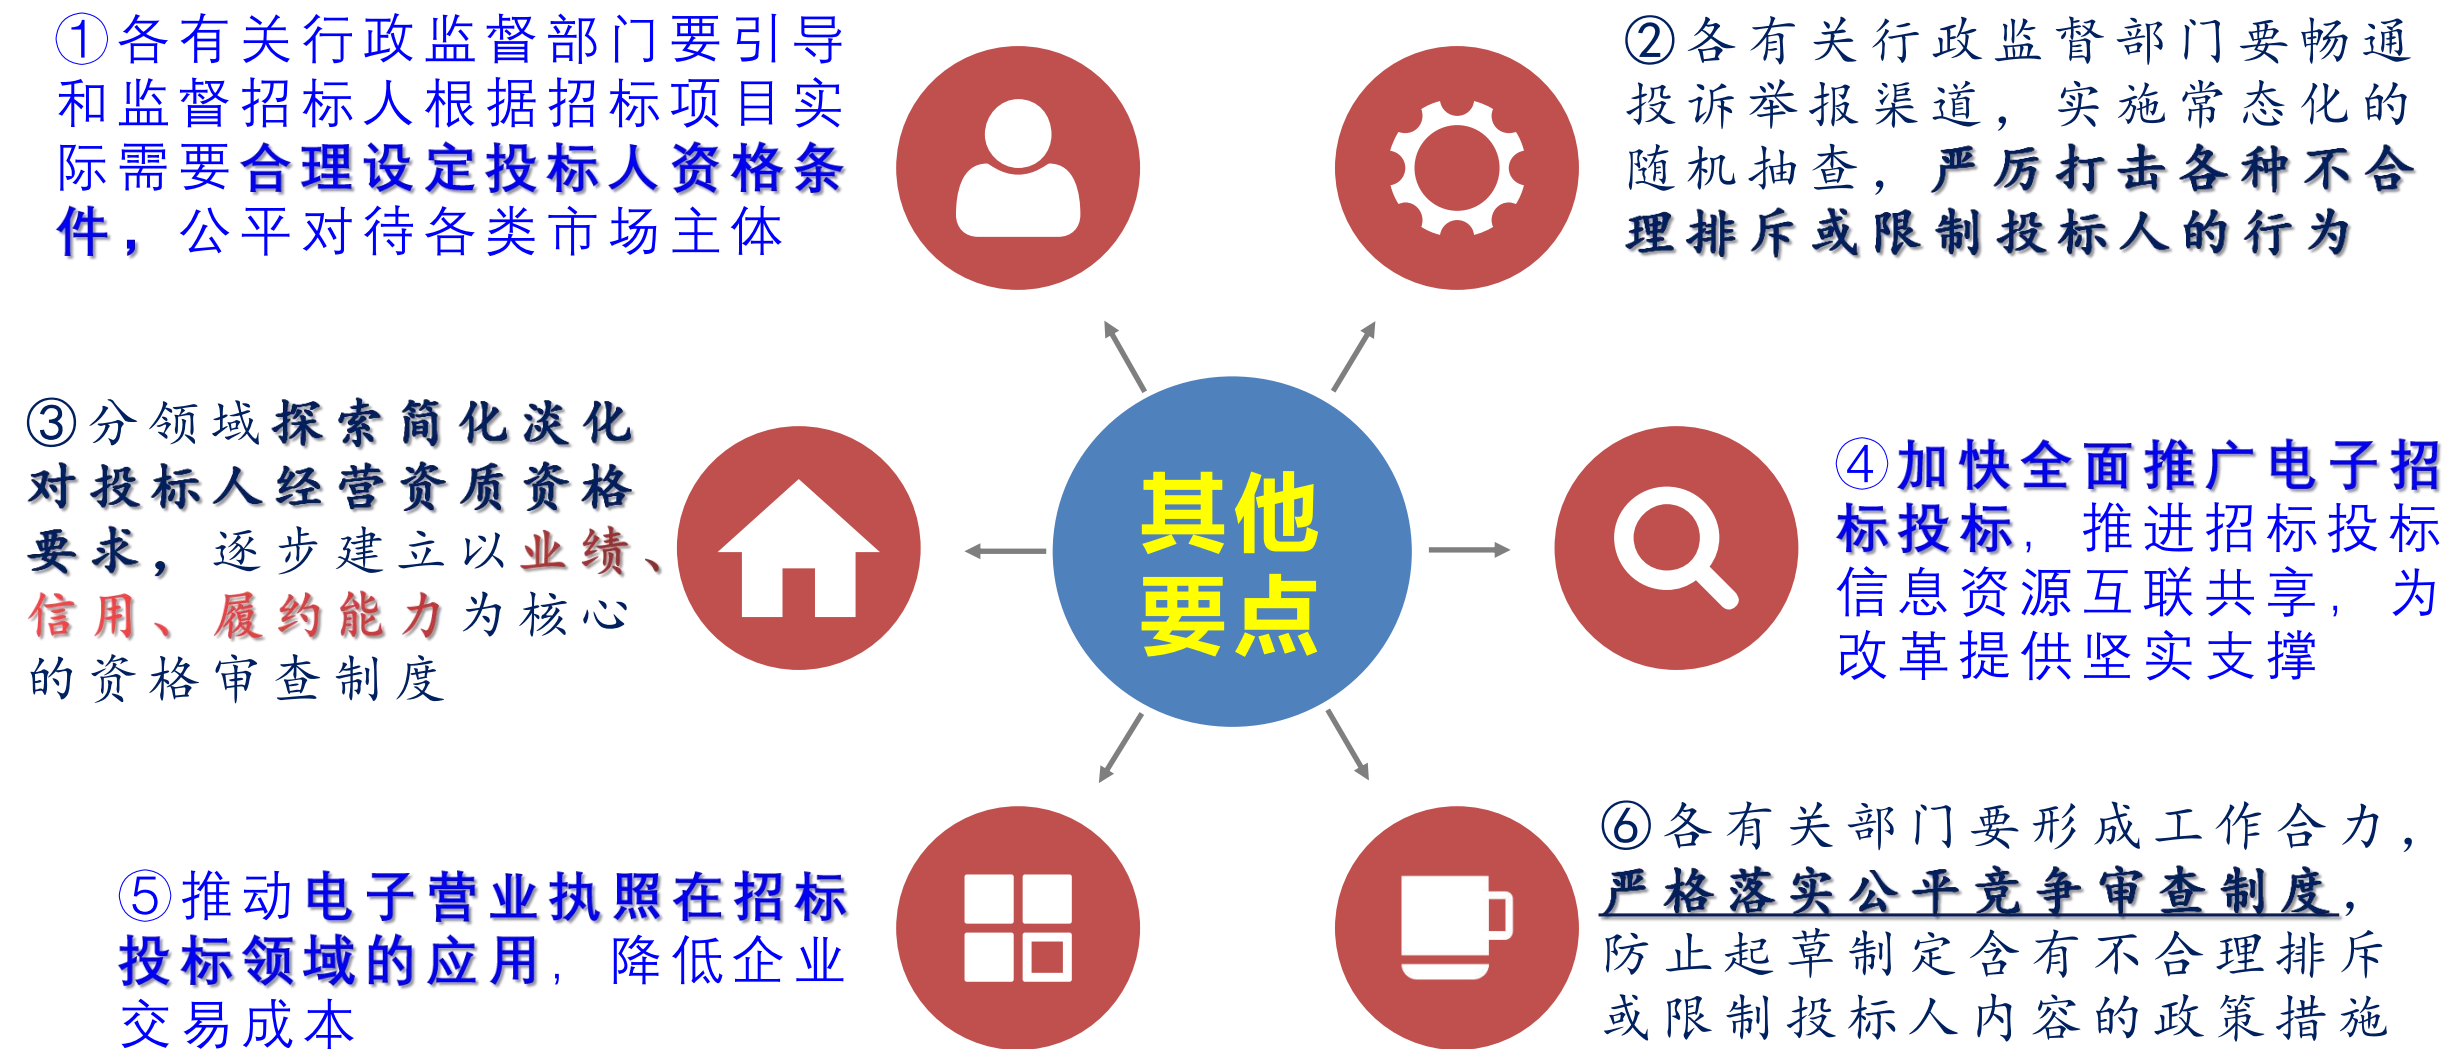 ①各有关行政监督部门要引导
和监督招标人根据招标项目实
际需要合理设定投标人资格条
件，公平对待各类市场主体
②各有关行政监督部门要畅通
投诉举报渠道，实施常态化的
随机抽查，严厉打击各种不合
理排斥或限制投标人的行为
③分领域探索简化淡化
对投标人经营资质资格
要求，逐步建立以业绩、
信用、履约能力为核心
的资格审查制度
其他
要点
④加快全面推广电子招
标投标，推进招标投标
信息资源互联共享，为
改革提供坚实支撑
⑤推动电子营业执照在招标
投标领域的应用，降低企业
交易成本
⑥各有关部门要形成工作合力，
严格落实公平竞争审查制度，
防止起草制定含有不合理排斥
或限制投标人内容的政策措施